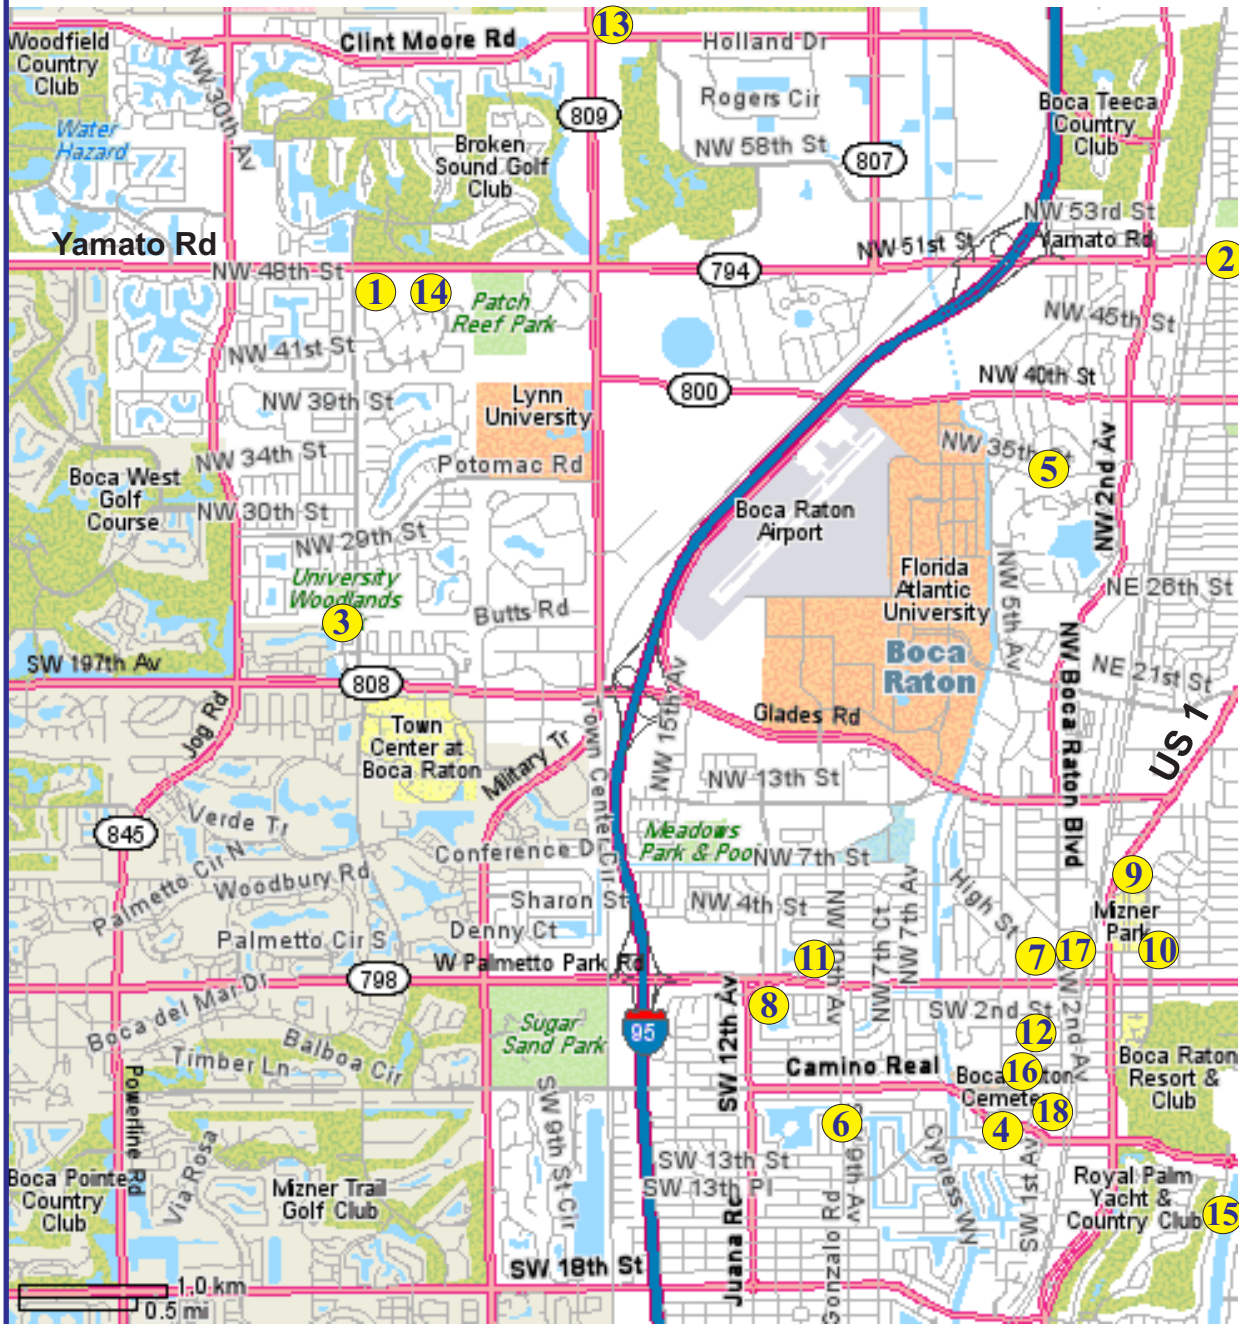 13
Woodfield
Country
Club
Clint Moore Rd
Holland Dr
NW 30th Av
Rogers Cir
809
Boca Teeca
Country
Club
Water
Hazard
Broken
Sound Golf
Club
NW 58th St
807
NW 53rd St
Yamato Rd
NW 51st St
Yamato Rd
2
NW 48th St
794
1
14
Patch
Reef Park
NW 45th St
NW 41st St
NW 40th St
800
NW 39th St
Lynn
University
NW 35th St
NW 2nd Av
5
NW 34th St
Potomac Rd
Boca West
Golf
Course
NW 30th St
Boca Raton
Airport
NW 29th St
University
Woodlands
Florida
Atlantic
University
NW 5th Av
NE 26th St
Butts Rd
3
Boca
Raton
SW 197th Av
NE 21st St
808
NW 15th Av
Glades Rd
NW Boca Raton Blvd
US 1
Jog Rd
Town
Center at
Boca Raton
Military Tr
Town Center Cir
NW 13th St
845
Verde Tr
Meadows
Park & Pool
Conference D
NW 7th St
Palmetto Cir N
Woodbury Rd
9
Sharon St
NW 4th St
NW 10th Av
NW 7th Ct
NW 7th Av
High St
Mizner
Park
Denny Ct
Palmetto Cir S
W Palmetto Park Rd
11
7
17
10
798
Boca del Mar Dr
8
SW 2nd St
W 2nd Av
Sugar
Sand Park
95
SW 12th Av
12
Timber Ln
Balboa Cir
Camino Real
16
Boca Raton
Cemete
Boca Raton
Resort &
Club
Powerline Rd
SW 9th St Cir
6
4
18
Via Rosa
W 9th Av
Cypress Wn
SW 1st Av
SW 13th St
SW 13th Pl
Boca Pointe
Country
Club
Mizner Trail
Golf Club
Royal Palm
Yacht &
Country Club
15
Juana Rd
Gonzalo Rd
SW 18th St
1.0 km
0.5 mi